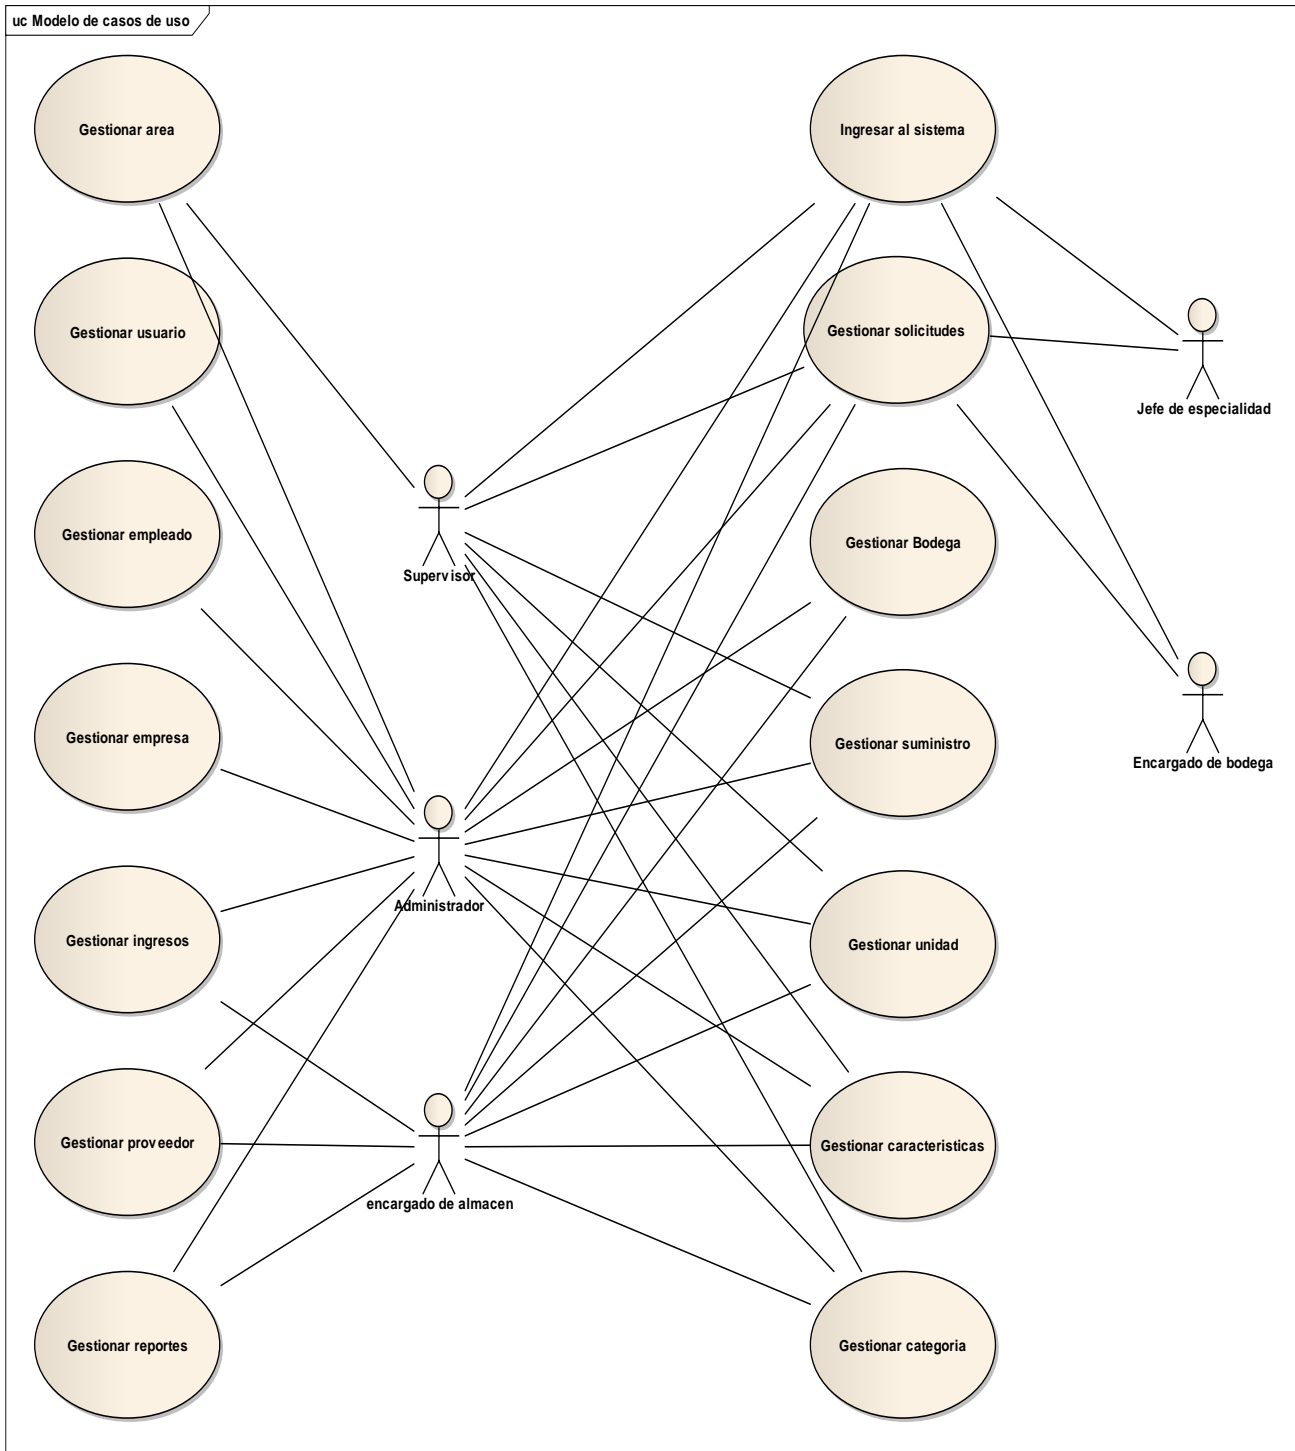 uc Modelo de casos de uso
Gestionar area
Ingresar al sistema
Gestionar usuario
Gestionar solicitudes
Jefe de especialidad
Gestionar empleado
Gestionar Bodega
Supervisor
Gestionar empresa
Gestionar suministro
Encargado de bodega
Administrador
Gestionar ingresos
Gestionar unidad
Gestionar proveedor
Gestionar caracteristicas
encargado de almacen
Gestionar reportes
Gestionar categoria